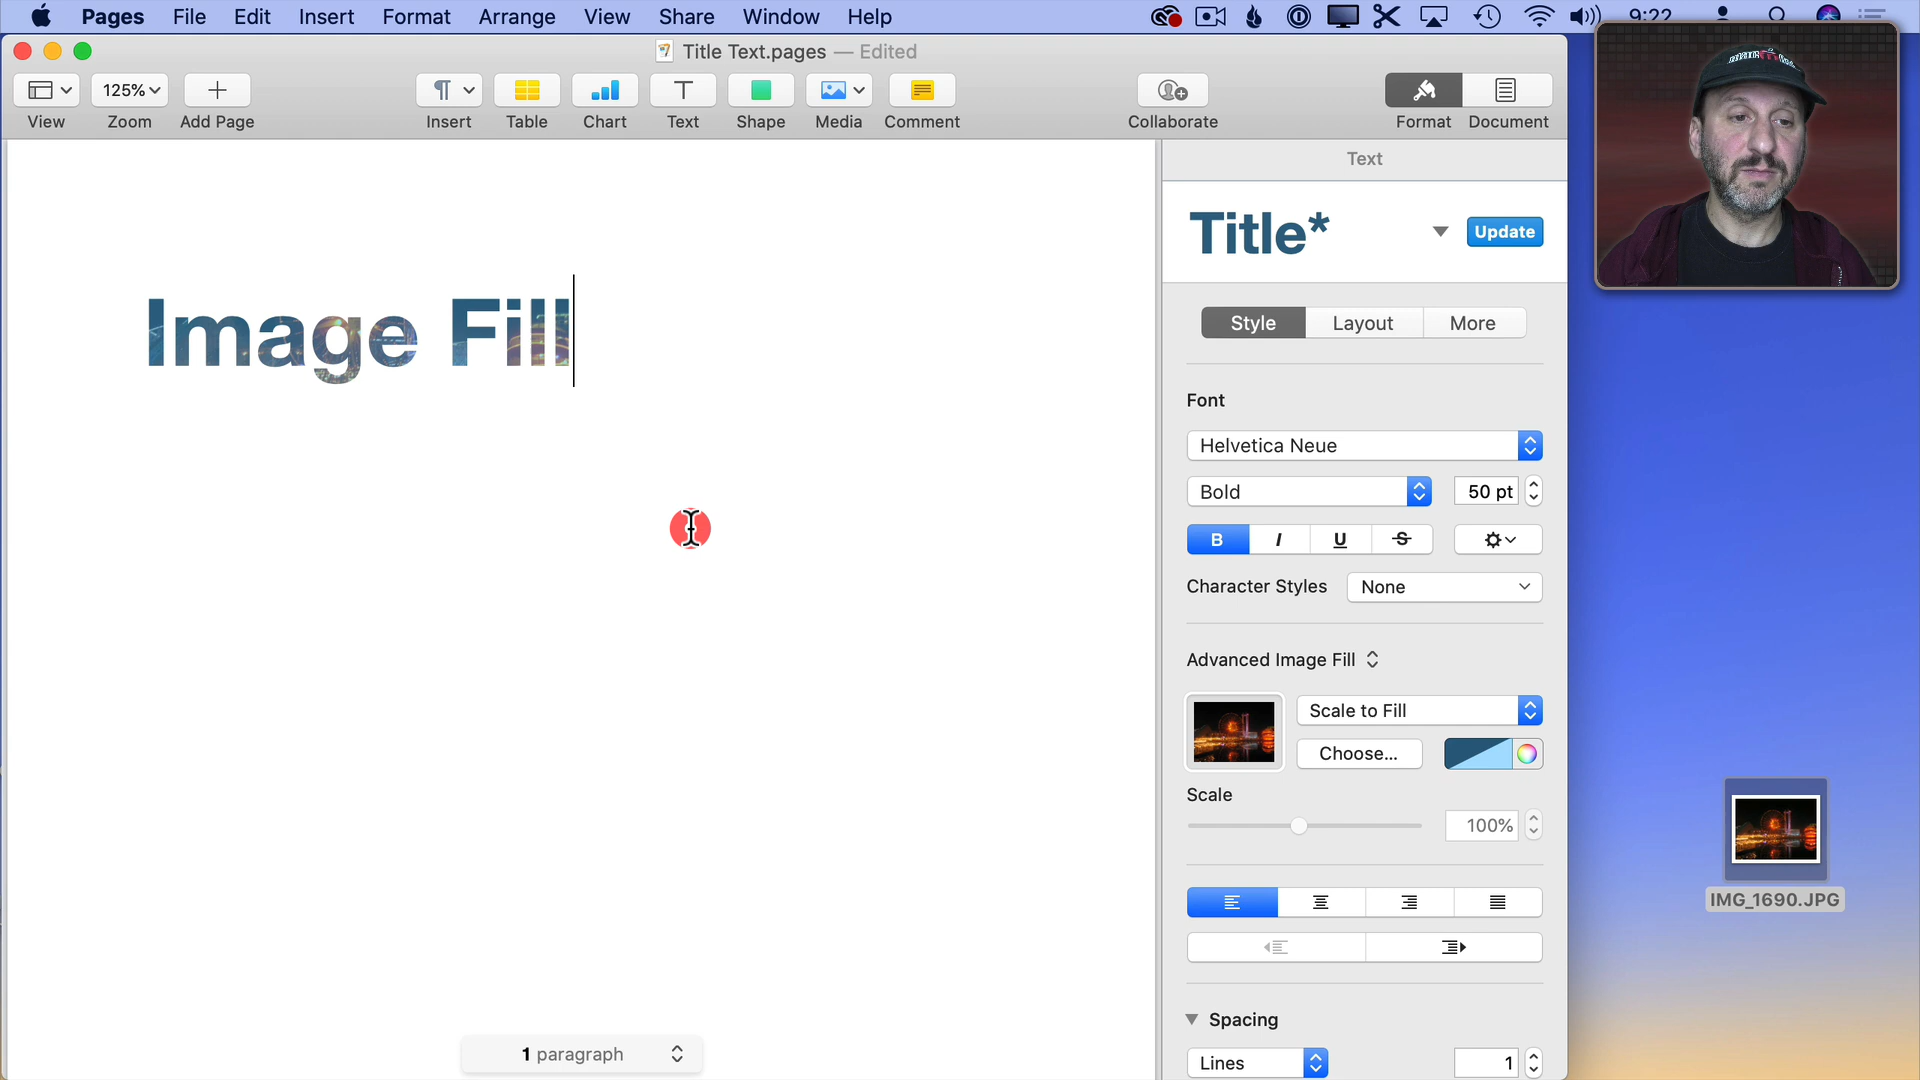 Pages File Edit Insert Format Arrange View Share Window Help 9:22
Title Text.pages — Edited
125%
View Zoom Add Page Insert Table Chart Text Shape Media Comment Collaborate Format Document
Text
Title* Update
Image Fill
Style Layout More
Font
Helvetica Neue
Bold 50 pt
B I U S
Character Styles None
Advanced Image Fill
Scale to Fill
Choose...
Scale
100%
IMG_1690.JPG
Spacing
1 paragraph
Lines 1